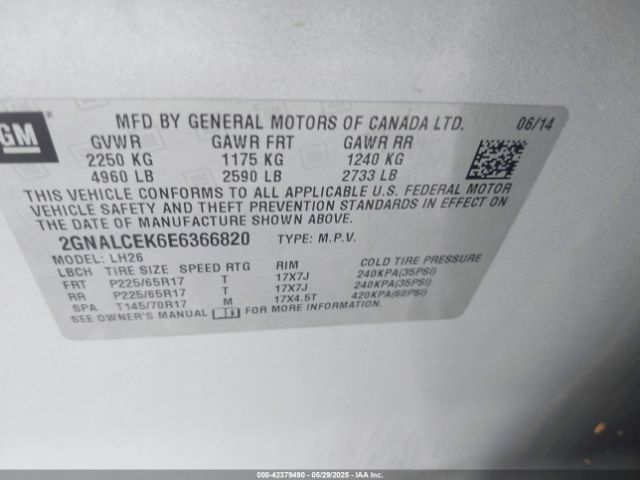 GM
MFD BY GENERAL MOTORS OF CANADA LTD. 06/14
GVWR GAWR FRT GAWR RR
2250 KG 1175 KG 1240 KG
4960 LB 2590 LB 2733 LB
THIS VEHICLE CONFORMS TO ALL APPLICABLE U.S. FEDERAL MOTOR
VEHICLE SAFETY AND THEFT PREVENTION STANDARDS IN EFFECT ON
THE DATE OF MANUFACTURE SHOWN ABOVE.
2GNALCEK6E6366820 TYPE: M.P.V.
MODEL: LH26
LBCH TIRE SIZE SPEED RTG RIM COLD TIRE PRESSURE
FRT P225/65R17 T 17X7J 240KPA(35PSI)
RR P225/65R17 T 17X7J 240KPA(35PSI)
SPA T145/70R17 M 17X4.5T 420KPA(60PSI)
SEE OWNER'S MANUAL FOR MORE INFORMATION.
000-42379490 - 05/29/2025 - IAAI, Inc.